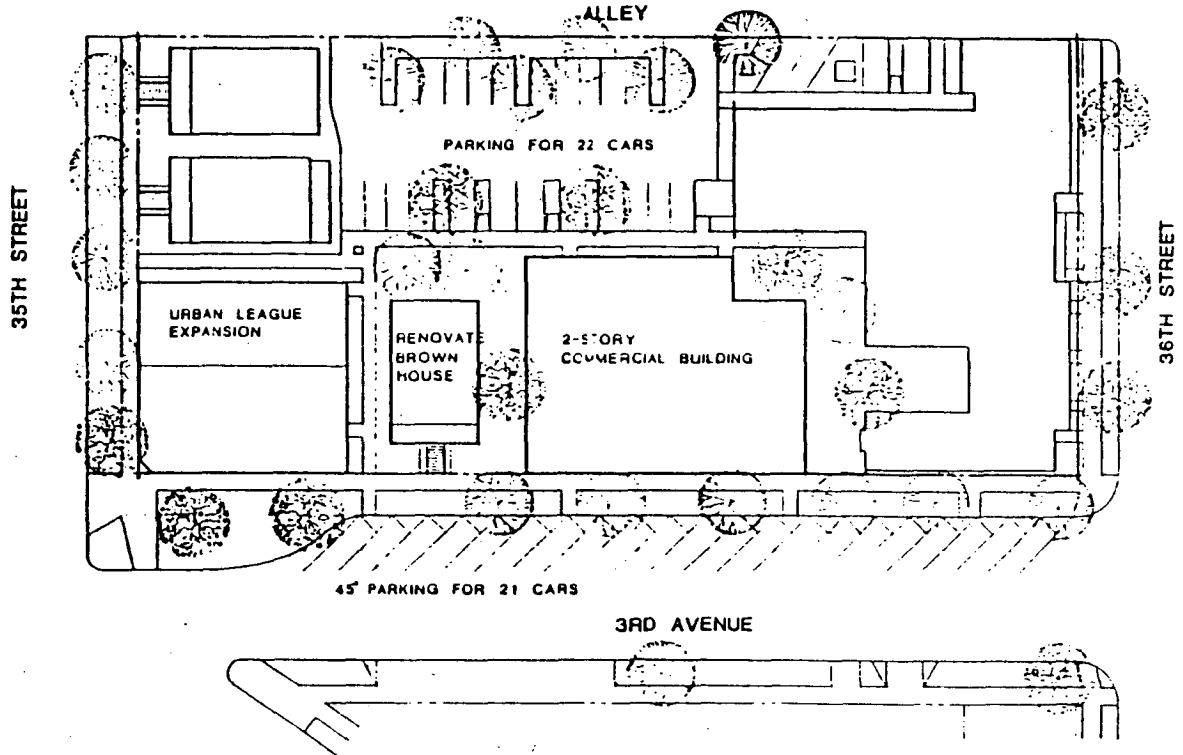 ALLEY
PARKING FOR 22 CARS
35TH STREET
36TH STREET
URBAN LEAGUE
EXPANSION
RENOVATE
BROWN
HOUSE
2-STORY
COMMERCIAL BUILDING
45° PARKING FOR 21 CARS
3RD AVENUE